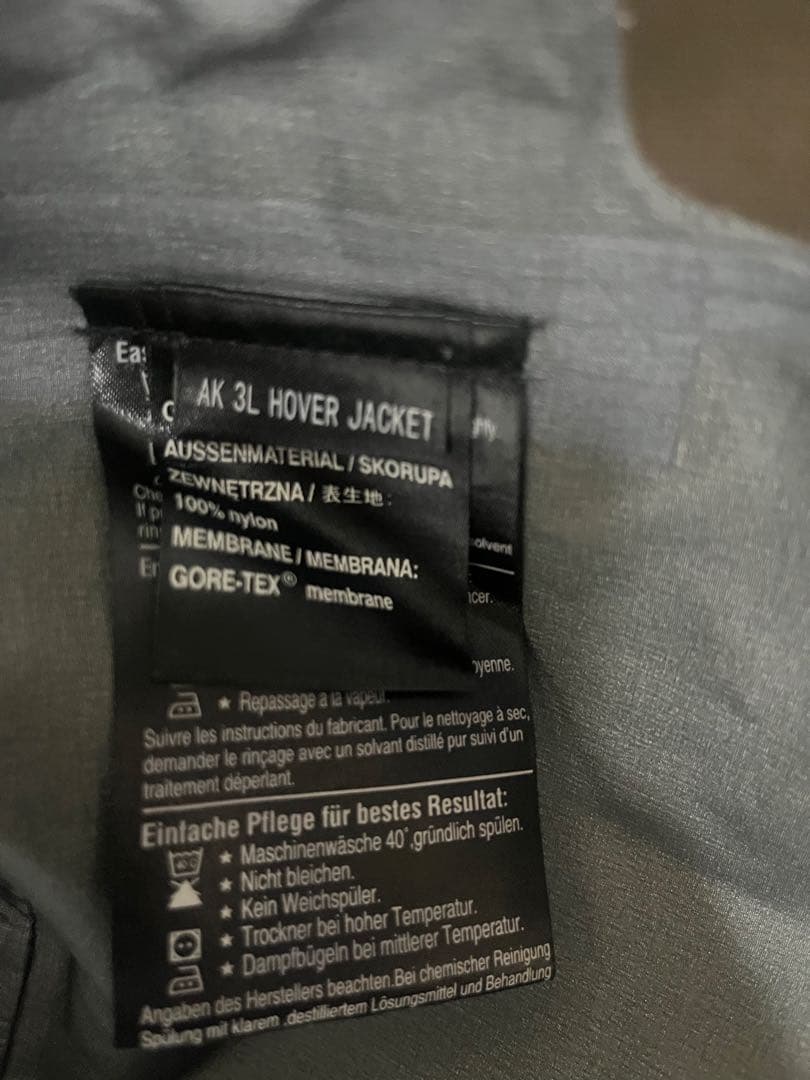 AK 3L HOVER JACKET
AUSSENMATERIAL / SKORUPA
ZEWNĘTRZNA / 表生地 :
100% nylon
MEMBRANE / MEMBRANA:
GORE-TEX® membrane
olvent
cer.
oyenne.
★ Repassage à la vapeur.
Suivre les instructions du fabricant. Pour le nettoyage à sec,
demander le rinçage avec un solvant distillé pur suivi d'un
traitement déperlant.
Einfache Pflege für bestes Resultat:
★ Maschinenwäsche 40°,gründlich spülen.
★ Nicht bleichen.
★ Kein Weichspüler.
★ Trockner bei hoher Temperatur.
★ Dampfbügeln bei mittlerer Temperatur.
Angaben des Herstellers beachten.Bei chemischer Reinigung
Spülung mit klarem ,destilliertem Lösungsmittel und Behandlung